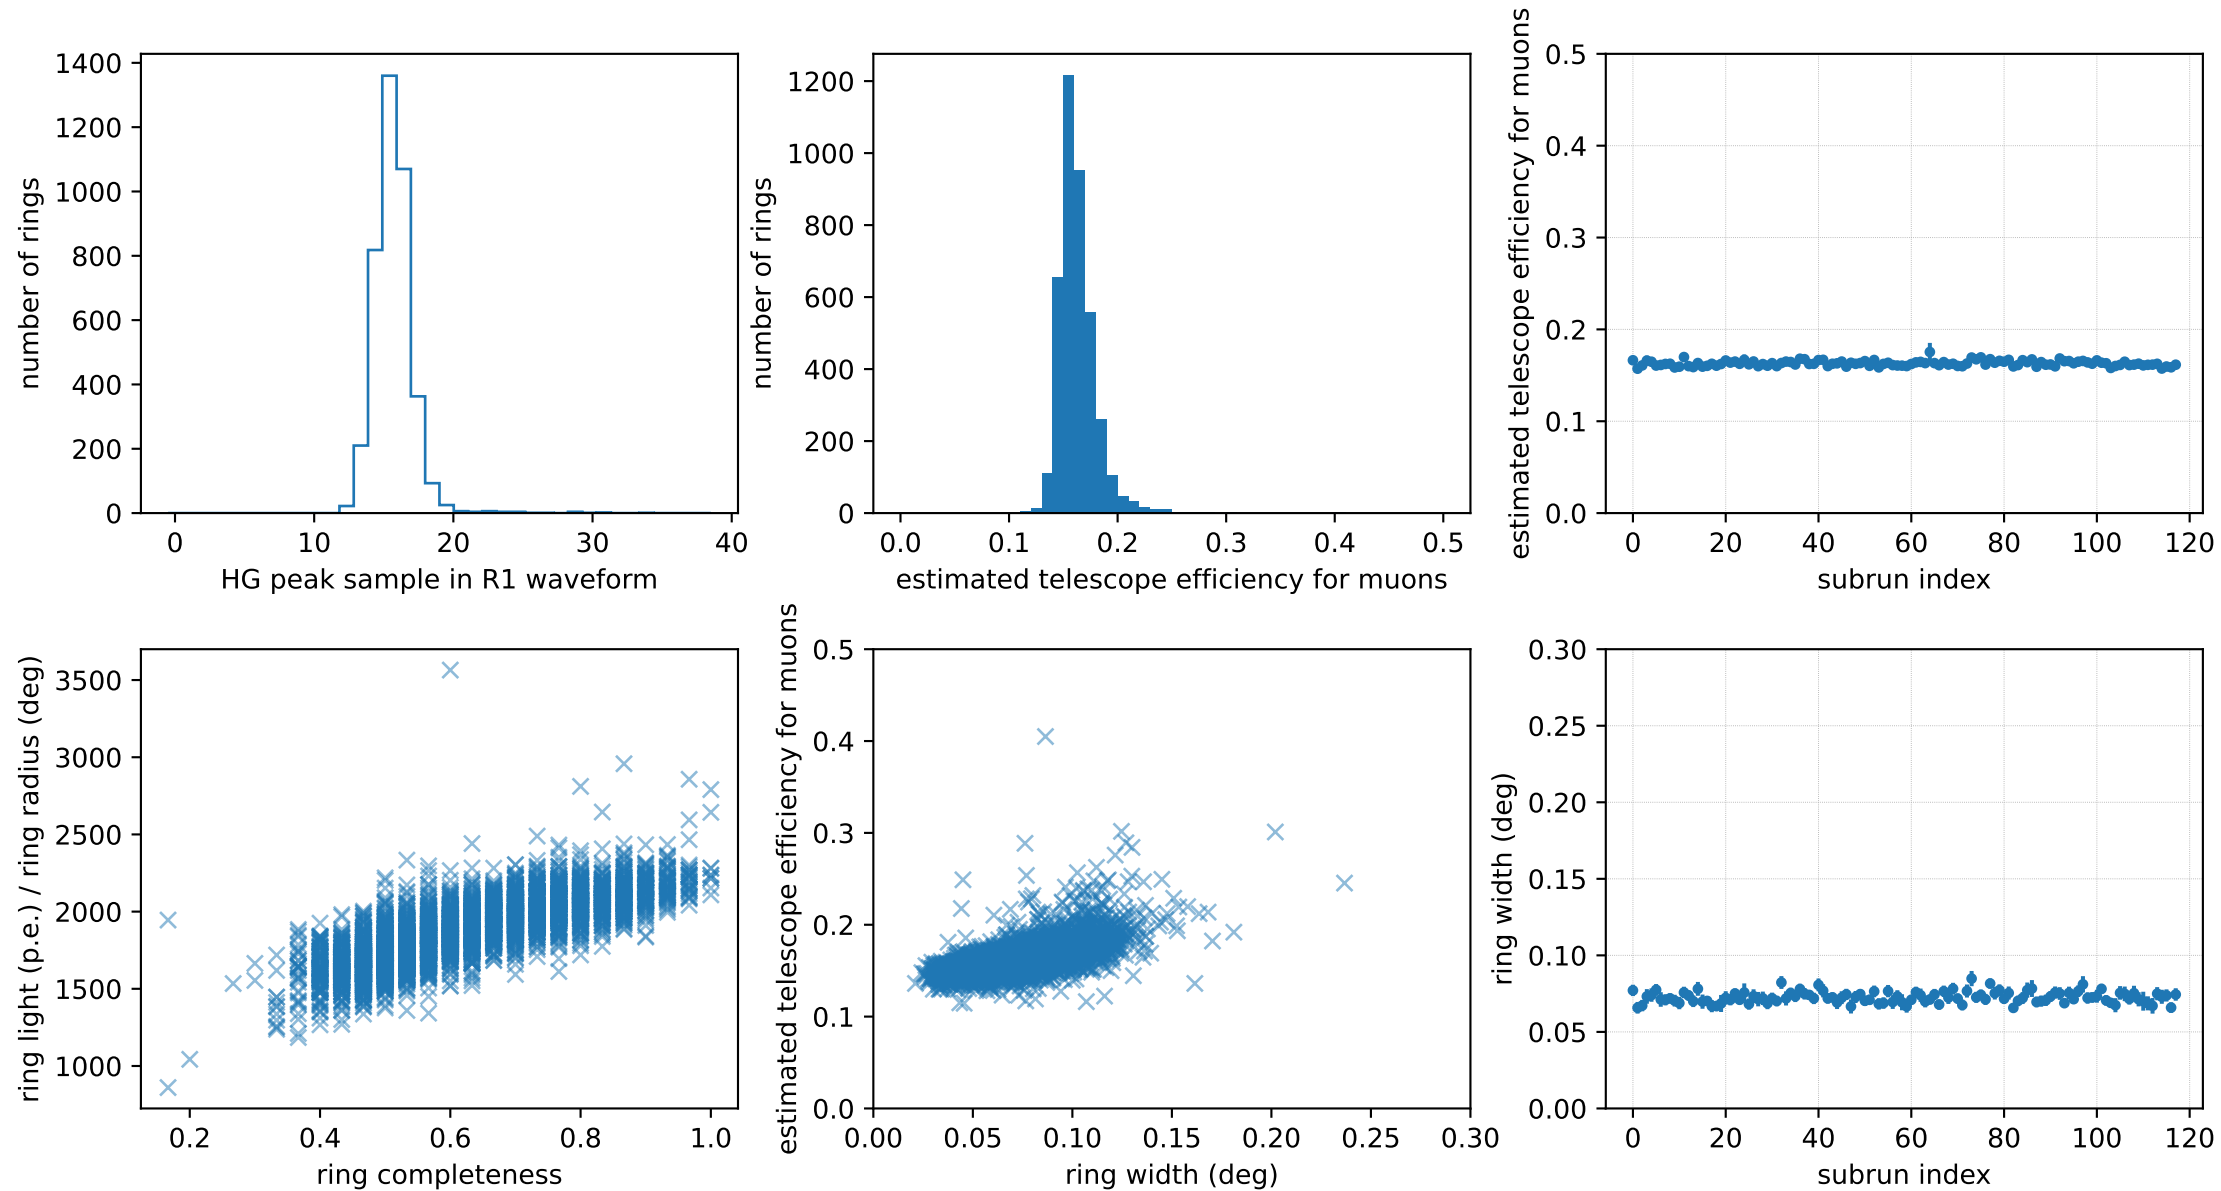 number of rings
1400
1200
1000
800
600
400
200
0
0 10 20 30 40
HG peak sample in R1 waveform
number of rings
1200
1000
800
600
400
200
0
0.0 0.1 0.2 0.3 0.4 0.5
estimated telescope efficiency for muons
estimated telescope efficiency for muons
0.5
0.4
0.3
0.2
0.1
0.0
0 20 40 60 80 100 120
subrun index
ring light (p.e.) / ring radius (deg)
3500
3000
2500
2000
1500
1000
0.2 0.4 0.6 0.8 1.0
ring completeness
estimated telescope efficiency for muons
0.5
0.4
0.3
0.2
0.1
0.0
0.00 0.05 0.10 0.15 0.20 0.25 0.30
ring width (deg)
ring width (deg)
0.30
0.25
0.20
0.15
0.10
0.05
0.00
0 20 40 60 80 100 120
subrun index